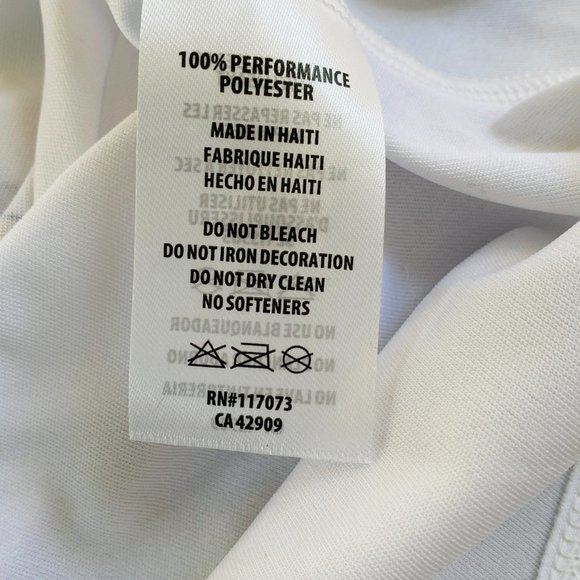 100% PERFORMANCE
POLYESTER
MADE IN HAITI
FABRIQUE HAITI
HECHO EN HAITI
DO NOT BLEACH
DO NOT IRON DECORATION
DO NOT DRY CLEAN
NO SOFTENERS
RN#117073
CA 42909